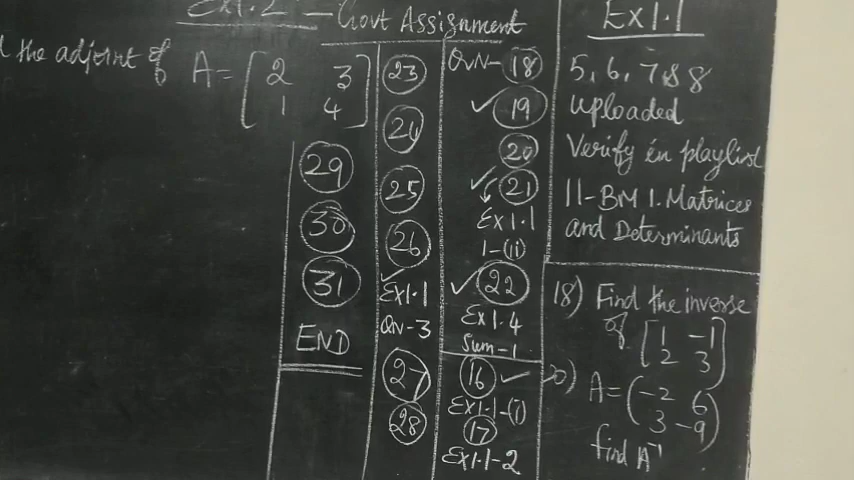 Ex1.2 - Govt Assignment
the adjoint of A = [2 3
1 4]
29
30
31
END
23
24
25
26
✓
Ex1.1
QN-3
27
28
QUN- 18
✓ 19
20
✓ 21
Ex1.1
1-(ii)
✓ 22
Ex1.4
Sum-1
16 ✓
Ex1.1-(i)
17
Ex1.1-2
Ex1.1
5, 6, 7, & 8
uploaded
Verify in playlist
11-BM 1. Matrices
and Determinants
18) Find the inverse
of [1 -1
2 3]
20) A = (-2 6
3 -9)
find A⁻¹